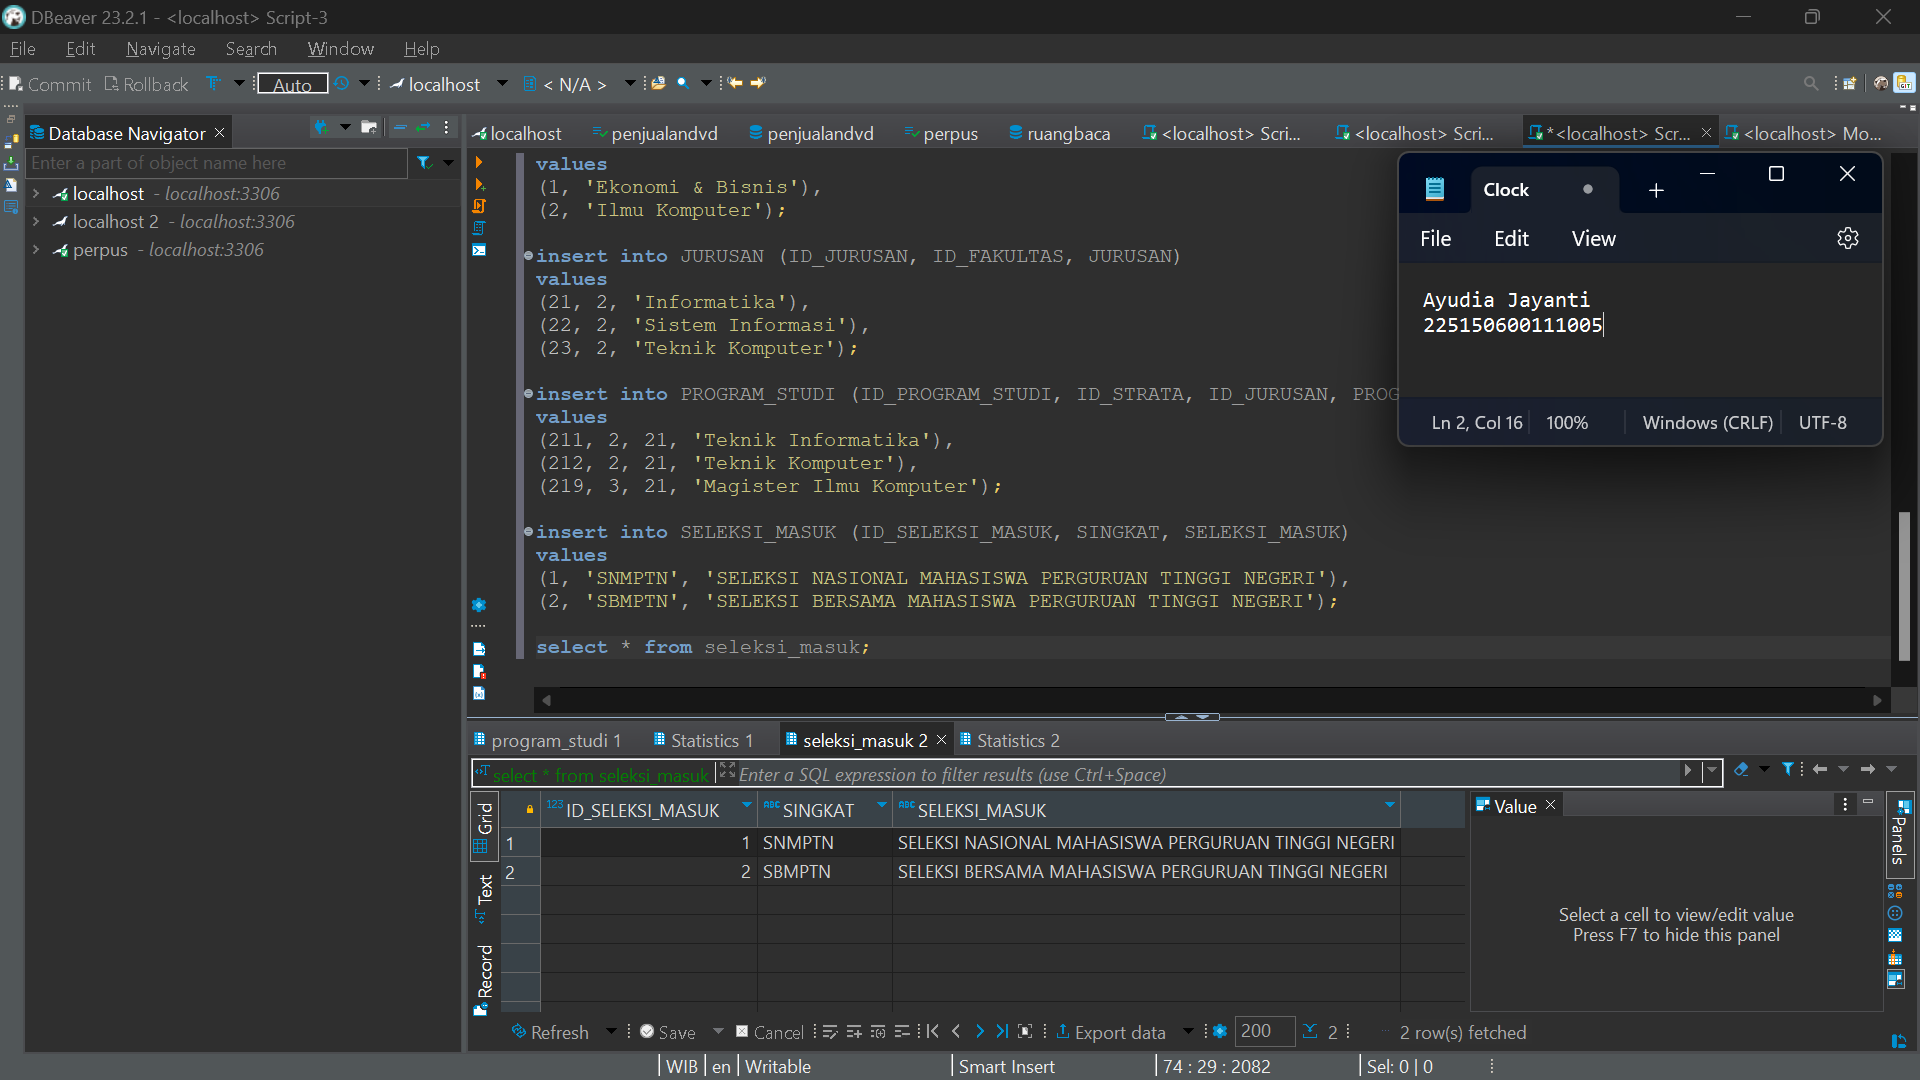 DBeaver 23.2.1 - <localhost> Script-3
File Edit Navigate Search Window Help
Commit Rollback Auto localhost < N/A >
Database Navigator
Enter a part of object name here
localhost - localhost:3306
localhost 2 - localhost:3306
perpus - localhost:3306
localhost penjualandvd penjualandvd perpus ruangbaca <localhost> Scri... <localhost> Scri... *<localhost> Scr... <localhost> Mo...
values
(1, 'Ekonomi & Bisnis'),
(2, 'Ilmu Komputer');
insert into JURUSAN (ID_JURUSAN, ID_FAKULTAS, JURUSAN)
values
(21, 2, 'Informatika'),
(22, 2, 'Sistem Informasi'),
(23, 2, 'Teknik Komputer');
insert into PROGRAM_STUDI (ID_PROGRAM_STUDI, ID_STRATA, ID_JURUSAN, PROG
values
(211, 2, 21, 'Teknik Informatika'),
(212, 2, 21, 'Teknik Komputer'),
(219, 3, 21, 'Magister Ilmu Komputer');
insert into SELEKSI_MASUK (ID_SELEKSI_MASUK, SINGKAT, SELEKSI_MASUK)
values
(1, 'SNMPTN', 'SELEKSI NASIONAL MAHASISWA PERGURUAN TINGGI NEGERI'),
(2, 'SBMPTN', 'SELEKSI BERSAMA MAHASISWA PERGURUAN TINGGI NEGERI');
select * from seleksi_masuk;
Clock
File Edit View
Ayudia Jayanti
225150600111005
Ln 2, Col 16 100% Windows (CRLF) UTF-8
program_studi 1 Statistics 1 seleksi_masuk 2 Statistics 2
select * from seleksi_masuk Enter a SQL expression to filter results (use Ctrl+Space)
Grid
Text
Record
123 ID_SELEKSI_MASUK ABC SINGKAT ABC SELEKSI_MASUK
1 1 SNMPTN SELEKSI NASIONAL MAHASISWA PERGURUAN TINGGI NEGERI
2 2 SBMPTN SELEKSI BERSAMA MAHASISWA PERGURUAN TINGGI NEGERI
Value
Panels
Select a cell to view/edit value
Press F7 to hide this panel
Refresh Save Cancel Export data 200 2 2 row(s) fetched
WIB en Writable Smart Insert 74 : 29 : 2082 Sel: 0 | 0